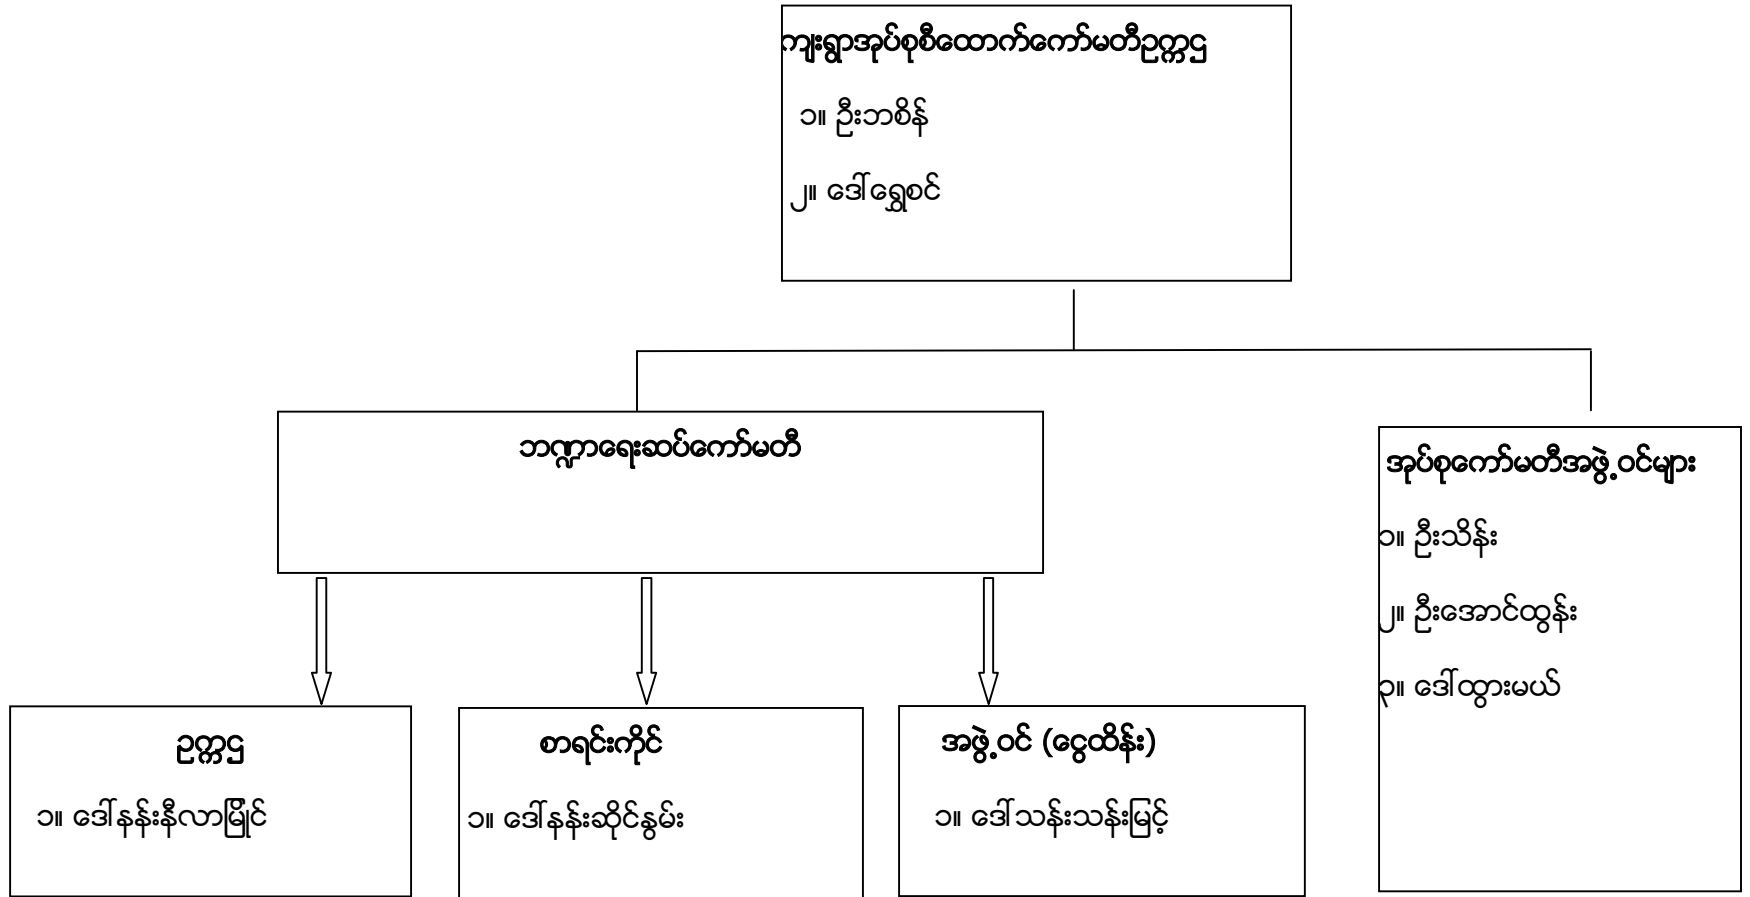 ကျးရွာအုပ်စုစီထောက်ကော်မတီဥက္ကဌ
၁။ ဦးဘစိန်
၂။ ဒေါ်ရွှေစင်
ဘဏ္ဍာရေးဆပ်ကော်မတီ
အုပ်စုကော်မတီအဖွဲ့ဝင်များ
၁။ ဦးသိန်း
၂။ ဦးအောင်ထွန်း
၃။ ဒေါ်ထွားမယ်
ဥက္ကဌ
၁။ ဒေါ်နန်းနီလာမြိုင်
စာရင်းကိုင်
၁။ ဒေါ်နန်းဆိုင်နွမ်း
အဖွဲ့ဝင် (ငွေထိန်း)
၁။ ဒေါ်သန်းသန်းမြင့်